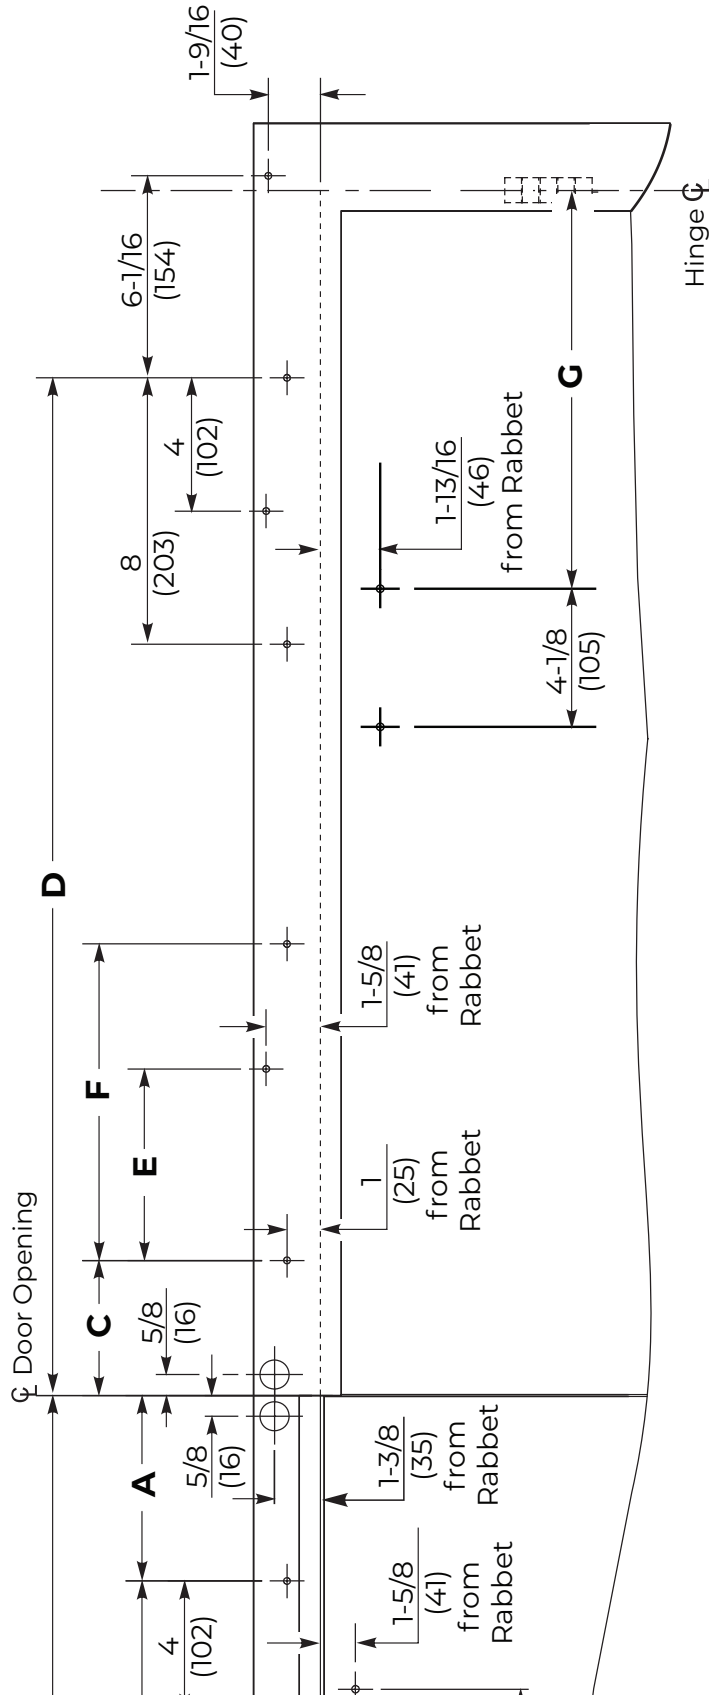 1-9/16
(40)
6-1/16
(154)
Hinge ℄
4
(102)
8
(203)
G
1-13/16
(46)
from Rabbet
4-1/8
(105)
D
1-5/8
(41)
from
Rabbet
F
E
1
(25)
from
Rabbet
℄ Door Opening
C
5/8
(16)
A
5/8
(16)
1-3/8
(35)
from
Rabbet
1-5/8
(41)
from
Rabbet
4
(102)